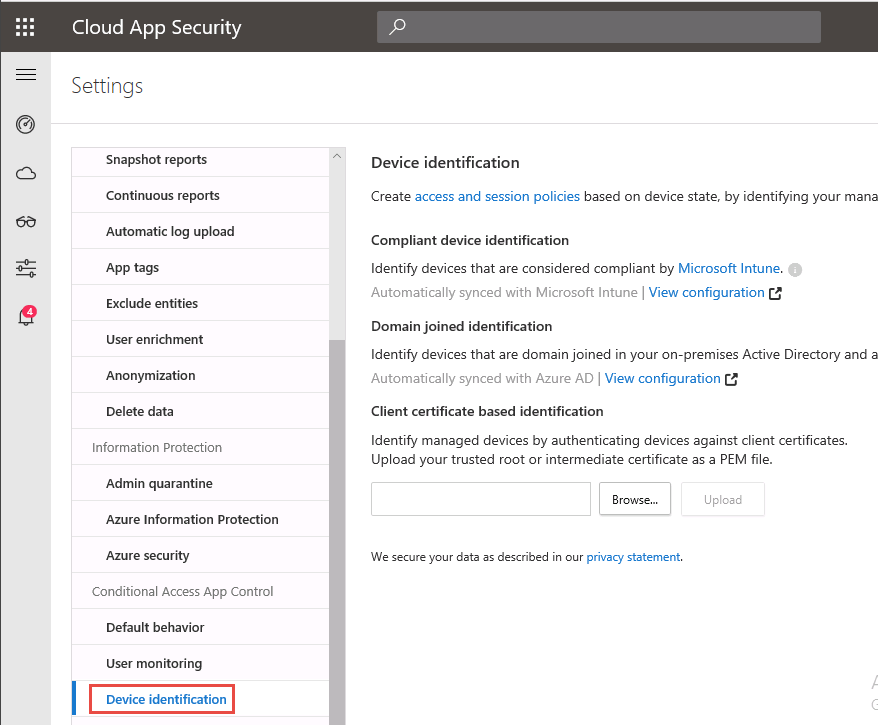 Cloud App Security
Settings
4
Snapshot reports
Continuous reports
Automatic log upload
App tags
Exclude entities
User enrichment
Anonymization
Delete data
Information Protection
Admin quarantine
Azure Information Protection
Azure security
Conditional Access App Control
Default behavior
User monitoring
Device identification
Device identification
Create access and session policies based on device state, by identifying your mana
Compliant device identification
Identify devices that are considered compliant by Microsoft Intune. i
Automatically synced with Microsoft Intune | View configuration
Domain joined identification
Identify devices that are domain joined in your on-premises Active Directory and a
Automatically synced with Azure AD | View configuration
Client certificate based identification
Identify managed devices by authenticating devices against client certificates.
Upload your trusted root or intermediate certificate as a PEM file.
Browse... Upload
We secure your data as described in our privacy statement.
A
G